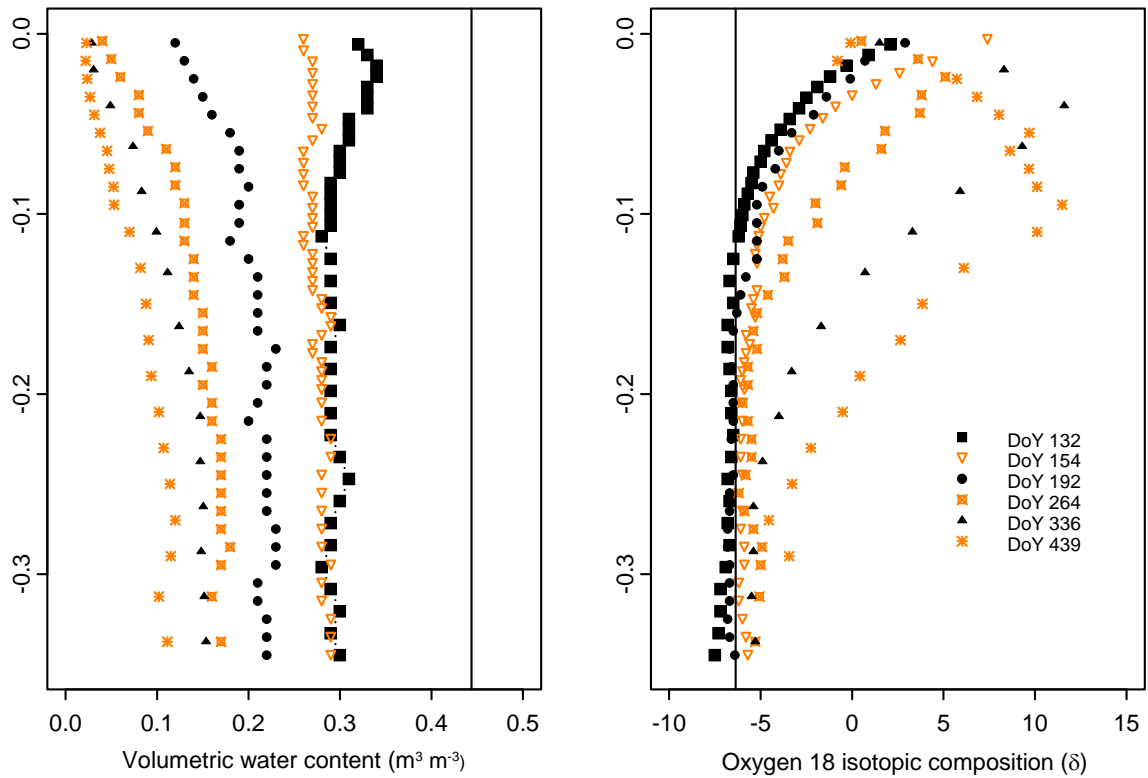 0.0
-0.1
-0.2
-0.3
0.0 0.1 0.2 0.3 0.4 0.5
Volumetric water content (m³ m⁻³)
0.0
-0.1
-0.2
-0.3
DoY 132
DoY 154
DoY 192
DoY 264
DoY 336
DoY 439
-10 -5 0 5 10 15
Oxygen 18 isotopic composition (δ)